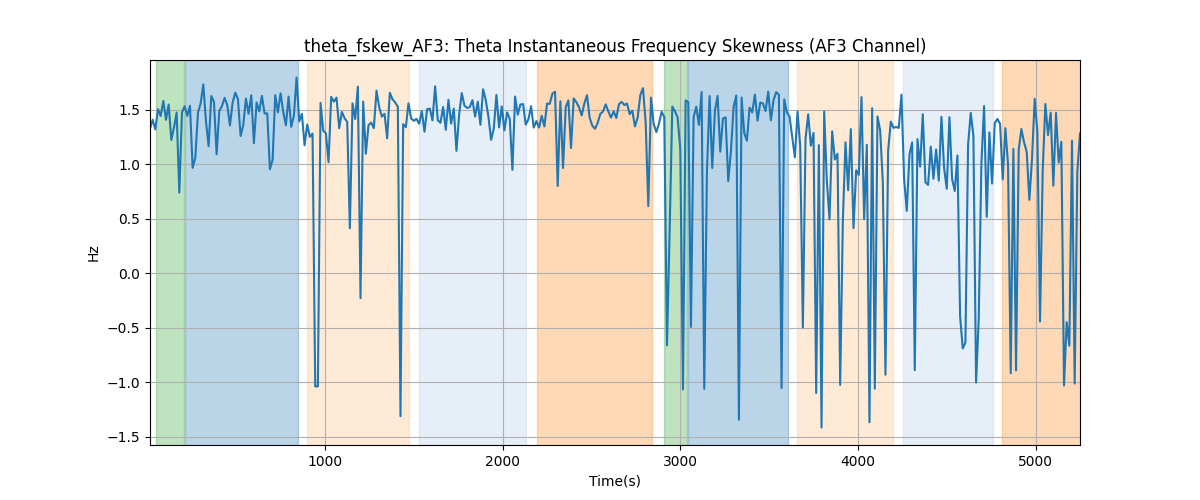 theta_fskew_AF3: Theta Instantaneous Frequency Skewness (AF3 Channel)
1.5
1.0
0.5
0.0
−0.5
−1.0
−1.5
Hz
1000 2000 3000 4000 5000
Time(s)